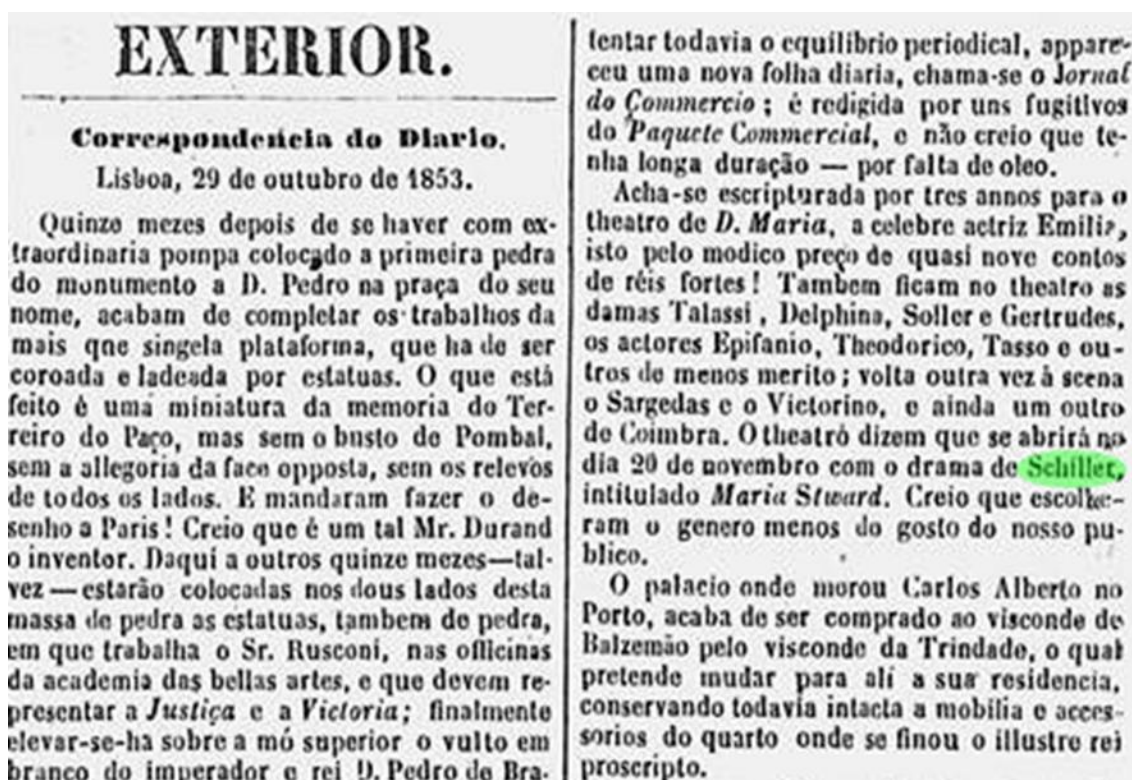 EXTERIOR.
Correspondencia do Diario.
Lisboa, 29 de outubro de 1853.
Quinze mezes depois de se haver com ex-
traordinaria pompa colocado a primeira pedra
do monumento a D. Pedro na praça do seu
nome, acabam de completar os trabalhos da
mais qne singela plataforma, que ha de ser
coroada e ladeada por estatuas. O que está
feito é uma miniatura da memoria do Ter-
reiro do Paço, mas sem o busto de Pombal,
sem a allegoria da face opposta, sem os relevos
de todos os lados. E mandaram fazer o de-
senho a Paris! Creio que é um tal Mr. Durand
o inventor. Daqui a outros quinze mezes—tal-
vez—estarão colocadas nos dous lados desta
massa de pedra as estatuas, tambem de pedra,
em que trabalha o Sr. Rusconi, nas officinas
da academia das bellas artes, e que devem re-
presentar a Justiça e a Victoria; finalmente
elevar-se-ha sobre a mó superior o vulto em
branco do imperador e rei D. Pedro de Bra-
tentar todavia o equilibrio periodical, appare-
ceu uma nova folha diaria, chama-se o Jornal
do Commercio; é redigida por uns fugitivos
do Paquete Commercial, e não creio que te-
nha longa duração — por falta de oleo.
Acha-se escripturada por tres annos para o
theatro de D. Maria, a celebre actriz Emilia,
isto pelo modico preço de quasi nove contos
de réis fortes! Tambem ficam no theatro as
damas Talassi, Delphina, Soller e Gertrudes,
os actores Epifanio, Theodorico, Tasso e ou-
tros de menos merito; volta outra vez à scena
o Sargedas e o Victorino, e ainda um outro
de Coimbra. O theatro dizem que se abrirá no
dia 20 de novembro com o drama de Schiller,
intitulado Maria Stward. Creio que escolhe-
ram o genero menos do gosto do nosso pu-
blico.
O palacio onde morou Carlos Alberto no
Porto, acaba de ser comprado ao visconde de
Balzemão pelo visconde da Trindade, o qual
pretende mudar para ali a sua residencia,
conservando todavia intacta a mobilia e acces-
sorios do quarto onde se finou o illustre rei
proscripto.